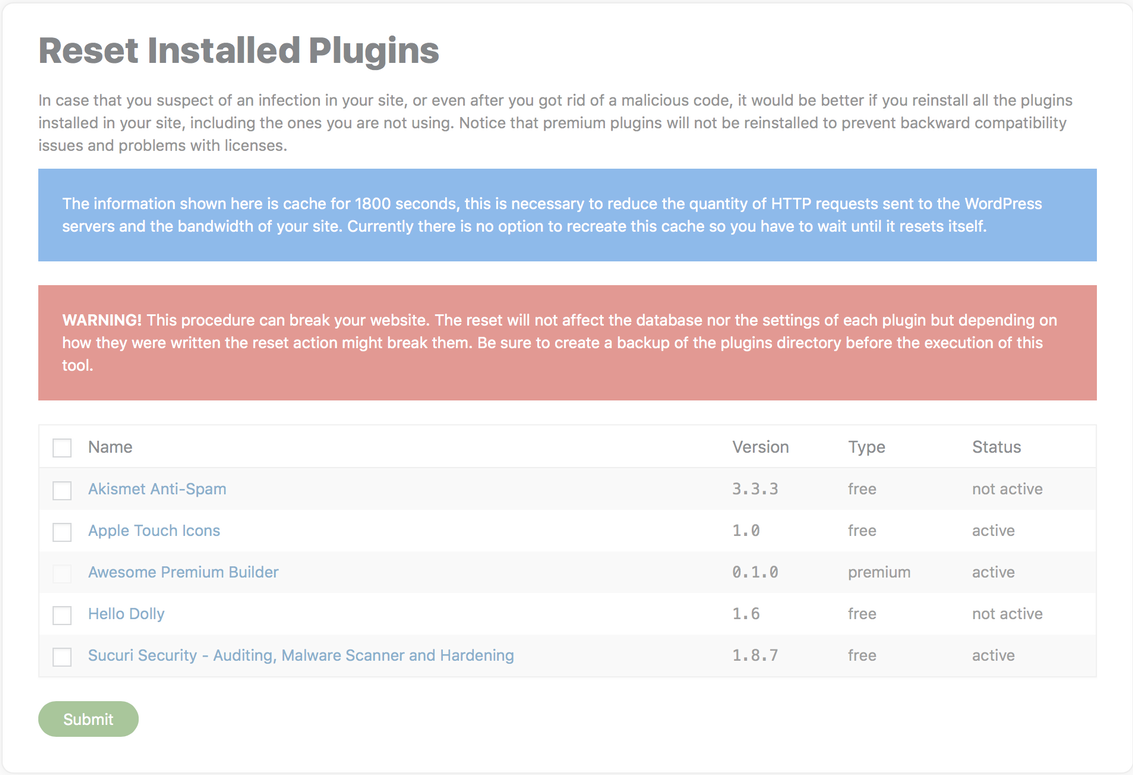 Reset Installed Plugins
In case that you suspect of an infection in your site, or even after you got rid of a malicious code, it would be better if you reinstall all the plugins
installed in your site, including the ones you are not using. Notice that premium plugins will not be reinstalled to prevent backward compatibility
issues and problems with licenses.
The information shown here is cache for 1800 seconds, this is necessary to reduce the quantity of HTTP requests sent to the WordPress
servers and the bandwidth of your site. Currently there is no option to recreate this cache so you have to wait until it resets itself.
WARNING! This procedure can break your website. The reset will not affect the database nor the settings of each plugin but depending on
how they were written the reset action might break them. Be sure to create a backup of the plugins directory before the execution of this
tool.
Name Version Type Status
Akismet Anti-Spam 3.3.3 free not active
Apple Touch Icons 1.0 free active
Awesome Premium Builder 0.1.0 premium active
Hello Dolly 1.6 free not active
Sucuri Security - Auditing, Malware Scanner and Hardening 1.8.7 free active
Submit